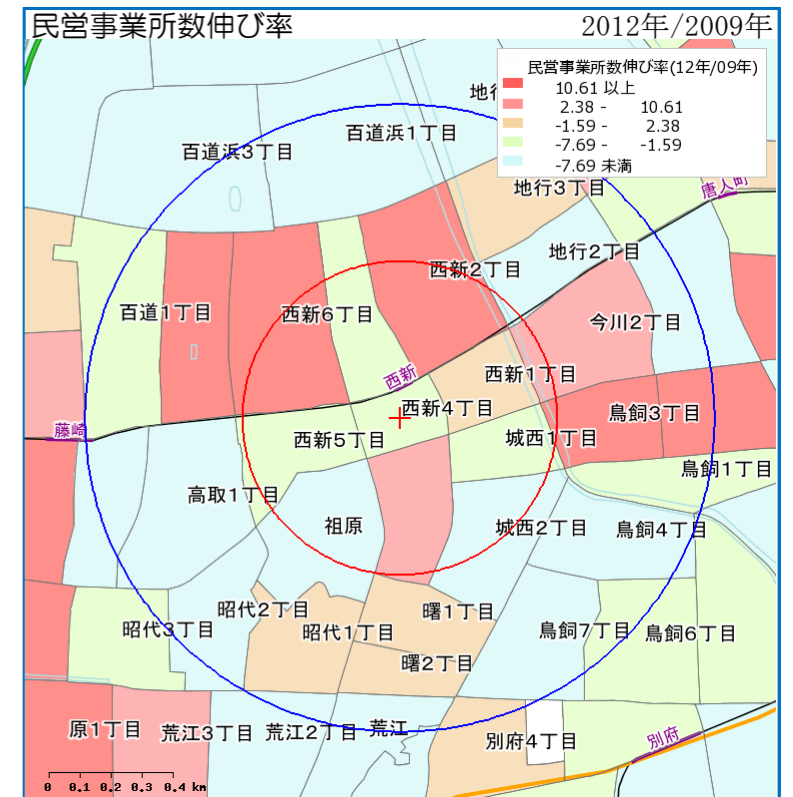 民営事業所数伸び率 2012年/2009年
民営事業所数伸び率(12年/09年)
10.61 以上
2.38 - 10.61
-1.59 - 2.38
-7.69 - -1.59
-7.69 未満
地行
百道浜1丁目
百道浜3丁目
地行3丁目
唐人町
地行2丁目
西新2丁目
百道1丁目
西新6丁目
今川2丁目
西新
西新1丁目
西新4丁目
鳥飼3丁目
藤崎
西新5丁目
城西1丁目
鳥飼1丁目
高取1丁目
祖原
城西2丁目
鳥飼4丁目
昭代2丁目
曙1丁目
昭代3丁目
昭代1丁目
鳥飼7丁目
鳥飼6丁目
曙2丁目
原1丁目
荒江3丁目
荒江2丁目
荒江
別府4丁目
別府
0 0.1 0.2 0.3 0.4 km